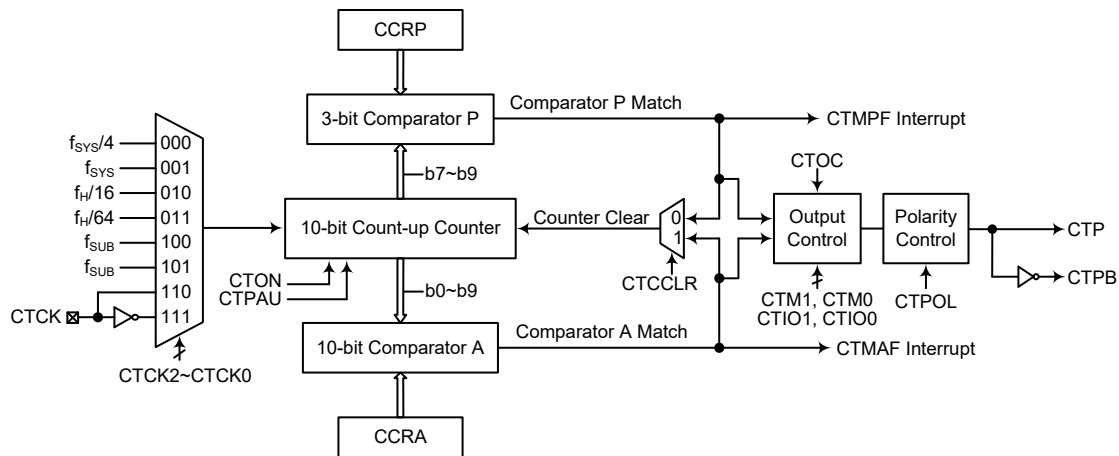 CCRP
3-bit Comparator P
Comparator P Match
CTMPF Interrupt
fSYS/4
000
fSYS
001
fH/16
010
fH/64
011
fSUB
100
fSUB
101
110
111
CTCK
CTCK2~CTCK0
b7~b9
10-bit Count-up Counter
Counter Clear
0
1
CTCCLR
CTON
CTPAU
b0~b9
CTOC
Output
Control
CTM1, CTM0
CTIO1, CTIO0
Polarity
Control
CTPOL
CTP
CTPB
10-bit Comparator A
Comparator A Match
CTMAF Interrupt
CCRA